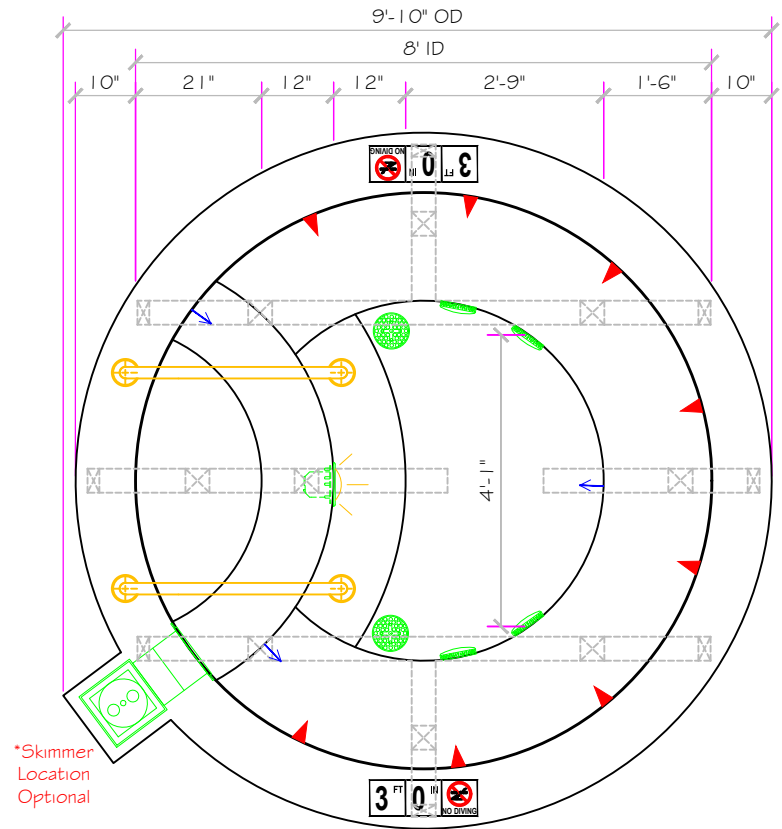 9'-10" OD
8' ID
10" 21" 12" 12" 2'-9" 1'-6" 10"
NO DIVING 0 IN 3 FT
4'-1"
*Skimmer
Location
Optional
3 FT 0 IN NO DIVING